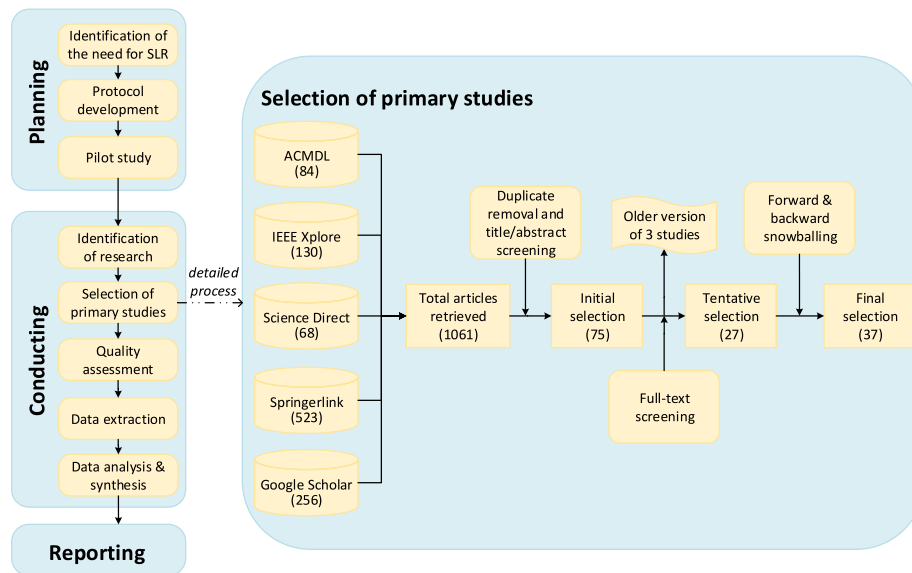 Planning
Identification of
the need for SLR
Protocol
development
Pilot study
Conducting
Identification
of research
Selection of
primary studies
Quality
assessment
Data extraction
Data analysis &
synthesis
Reporting
detailed
process
Selection of primary studies
ACMDL
(84)
IEEE Xplore
(130)
Science Direct
(68)
Springerlink
(523)
Google Scholar
(256)
Total articles
retrieved
(1061)
Duplicate
removal and
title/abstract
screening
Initial
selection
(75)
Older version
of 3 studies
Full-text
screening
Tentative
selection
(27)
Forward &
backward
snowballing
Final
selection
(37)